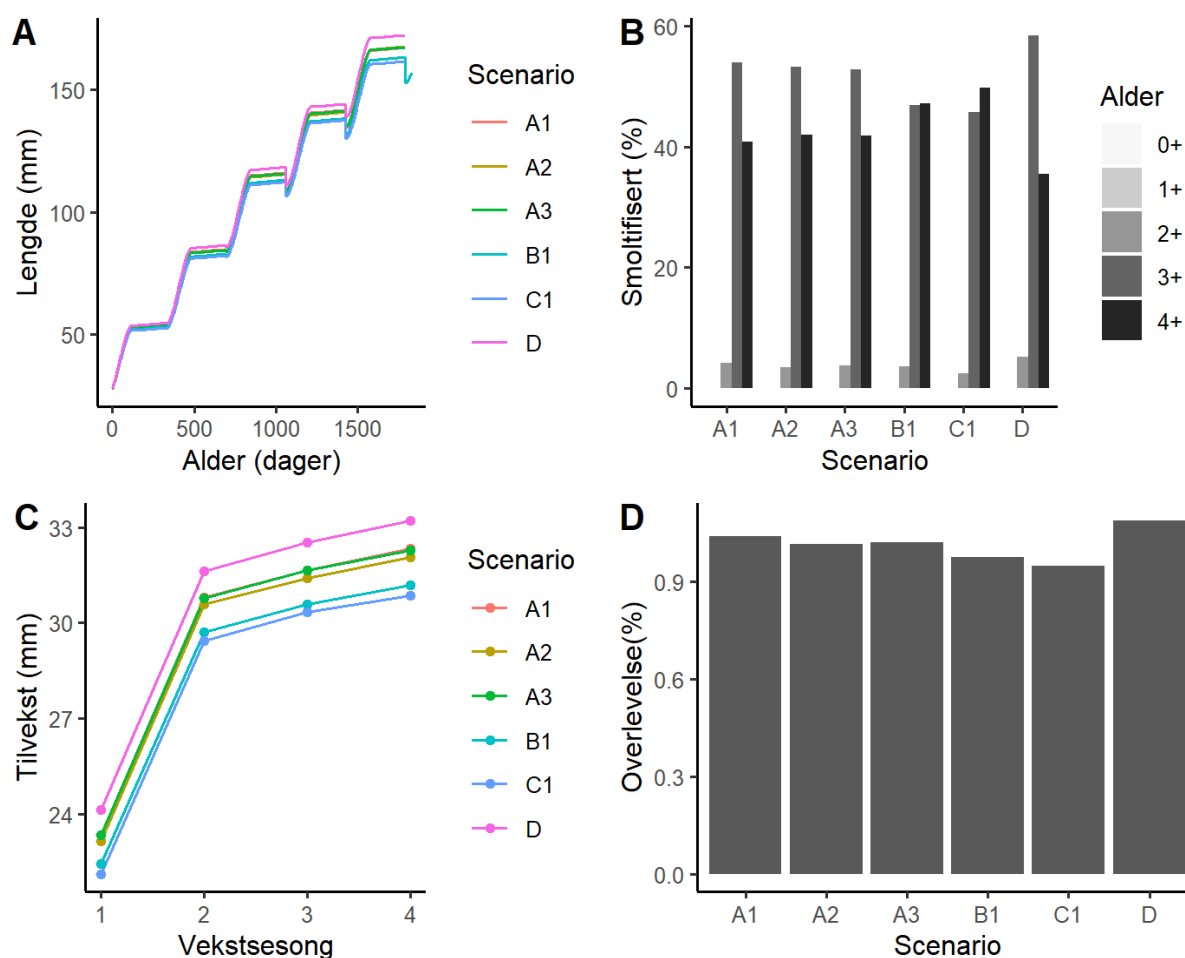 A
Lengde (mm)
150
100
50
0 500 1000 1500
Alder (dager)
Scenario
A1
A2
A3
B1
C1
D
B
Smoltifisert (%)
60
40
20
0
A1 A2 A3 B1 C1 D
Scenario
Alder
0+
1+
2+
3+
4+
C
Tilvekst (mm)
33
30
27
24
1 2 3 4
Vekstsesong
Scenario
A1
A2
A3
B1
C1
D
D
Overlevelse(%)
0.9
0.6
0.3
0.0
A1 A2 A3 B1 C1 D
Scenario